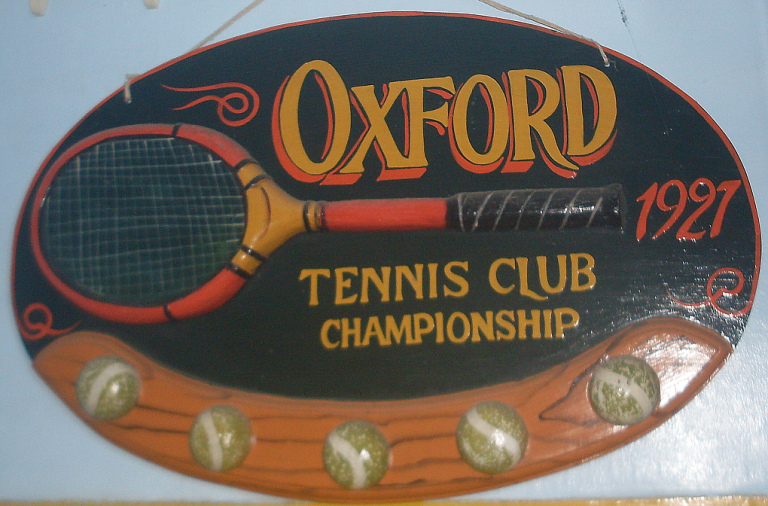 OXFORD
1927
TENNIS CLUB
CHAMPIONSHIP